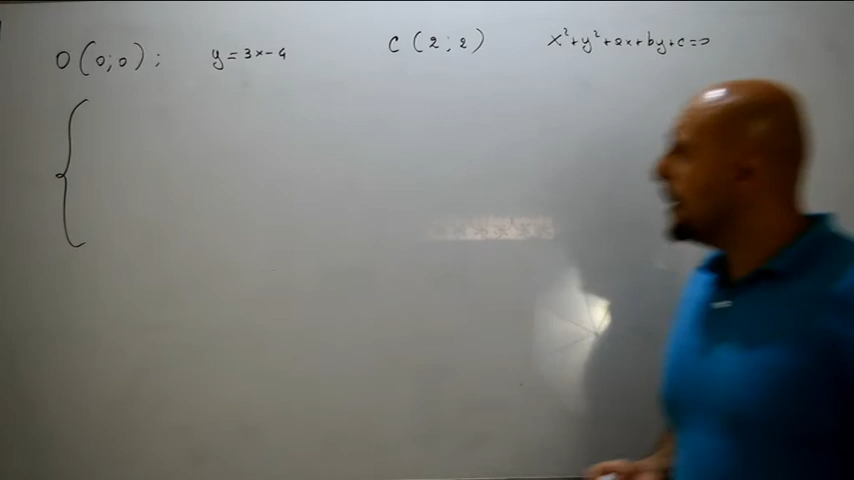 O (0;0); y=3x-4 C (2;2) x²+y²+ax+by+c=0